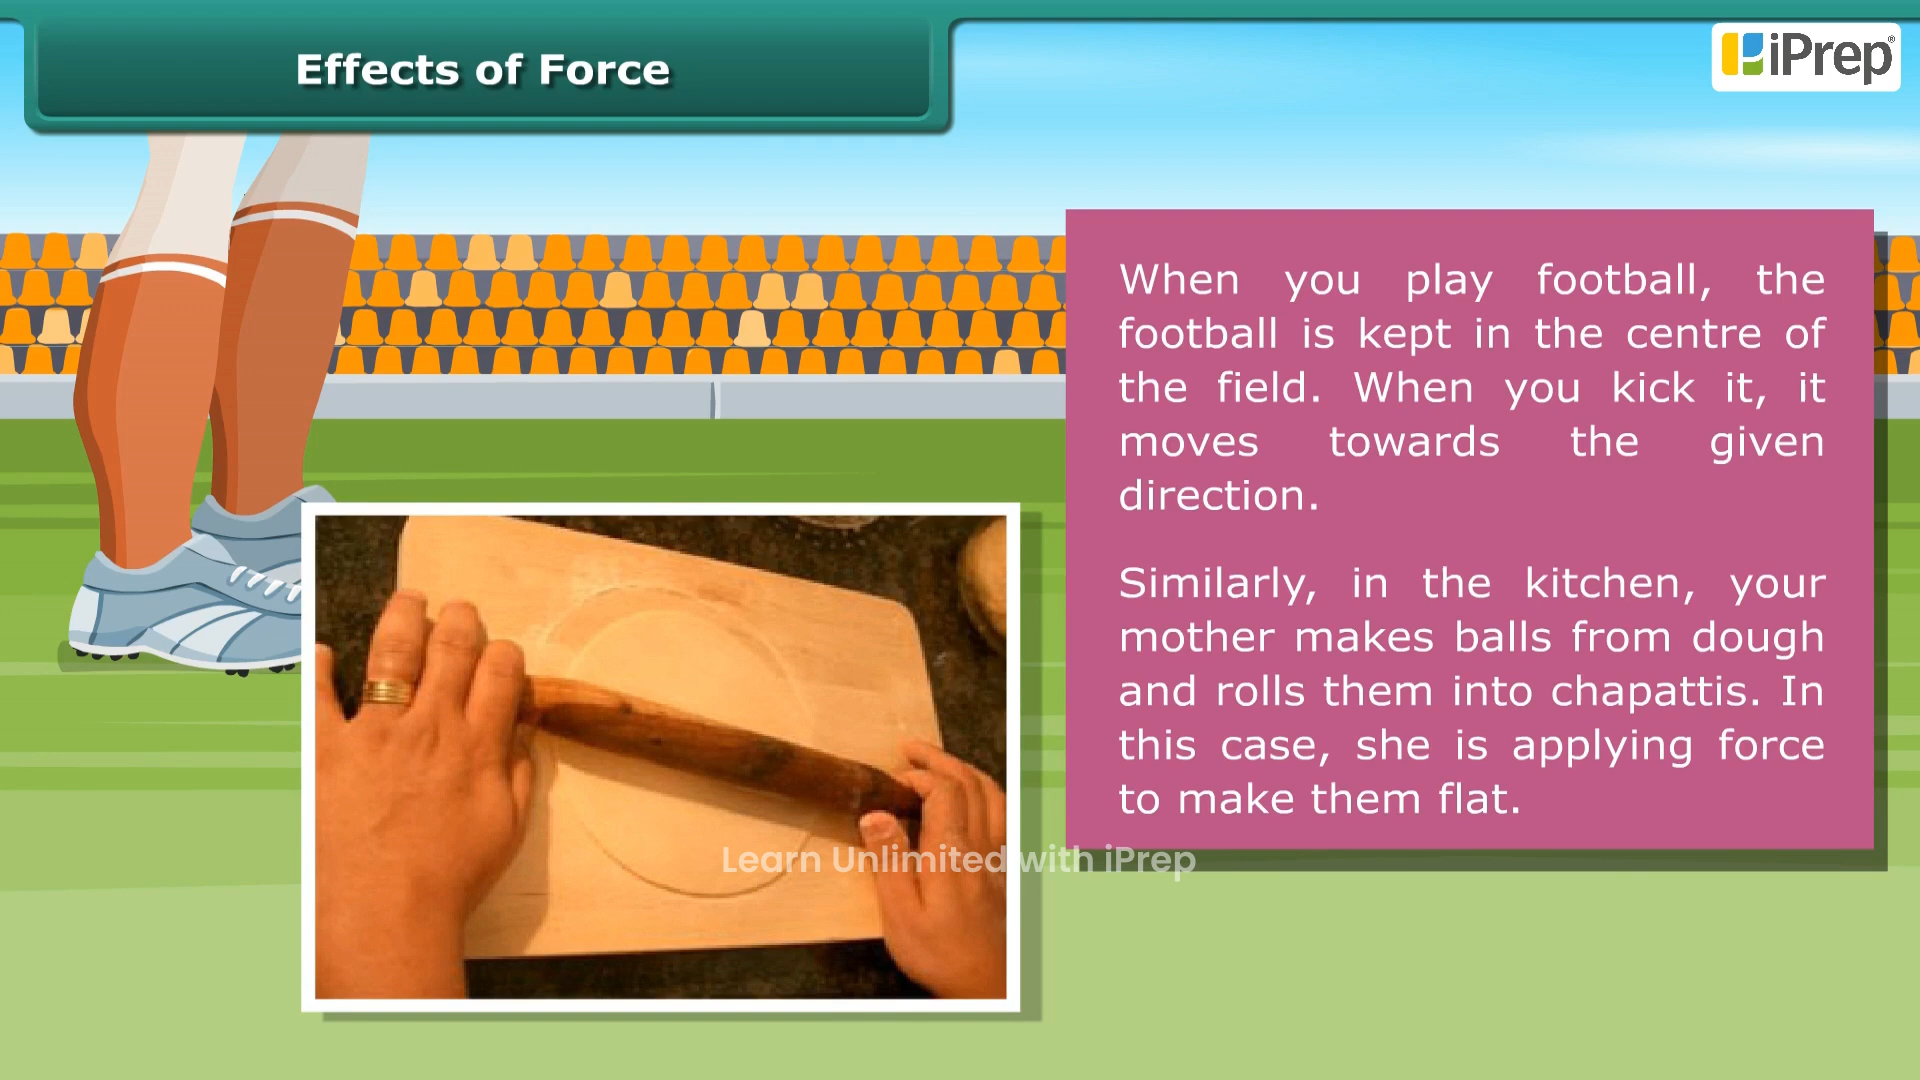 Effects of Force
iPrep®
When you play football, the
football is kept in the centre of
the field. When you kick it, it
moves towards the given
direction.
Similarly, in the kitchen, your
mother makes balls from dough
and rolls them into chapattis. In
this case, she is applying force
to make them flat.
Learn Unlimited with iPrep